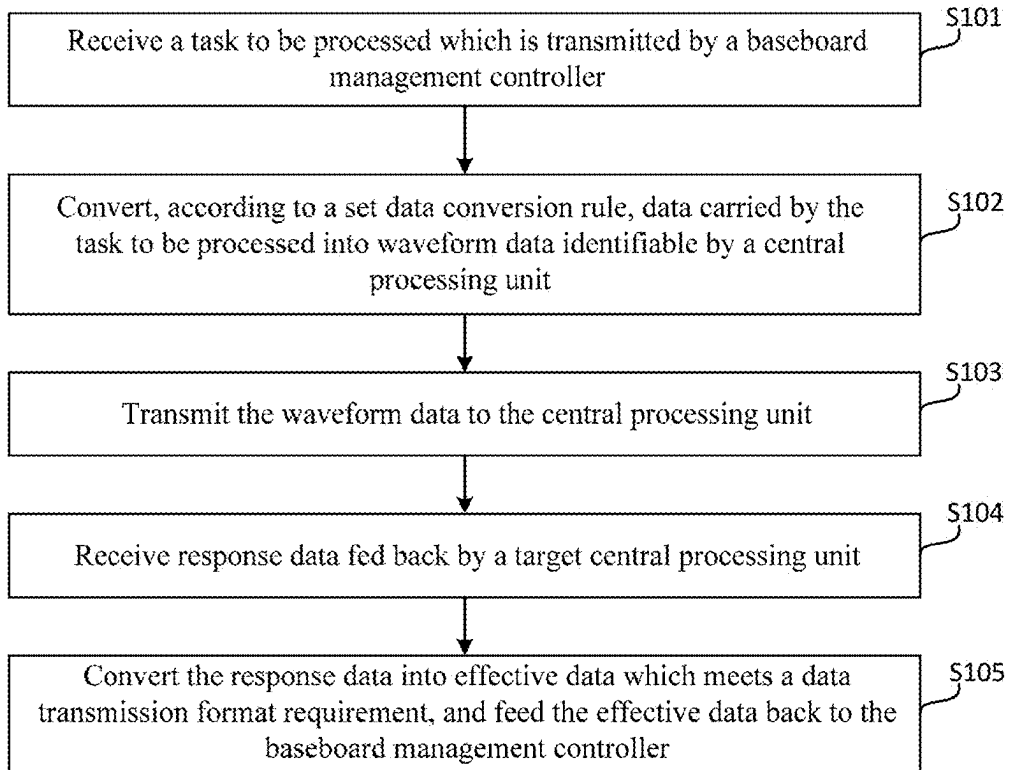 S101
Receive a task to be processed which is transmitted by a baseboard
management controller
S102
Convert, according to a set data conversion rule, data carried by the
task to be processed into waveform data identifiable by a central
processing unit
S103
Transmit the waveform data to the central processing unit
S104
Receive response data fed back by a target central processing unit
S105
Convert the response data into effective data which meets a data
transmission format requirement, and feed the effective data back to the
baseboard management controller